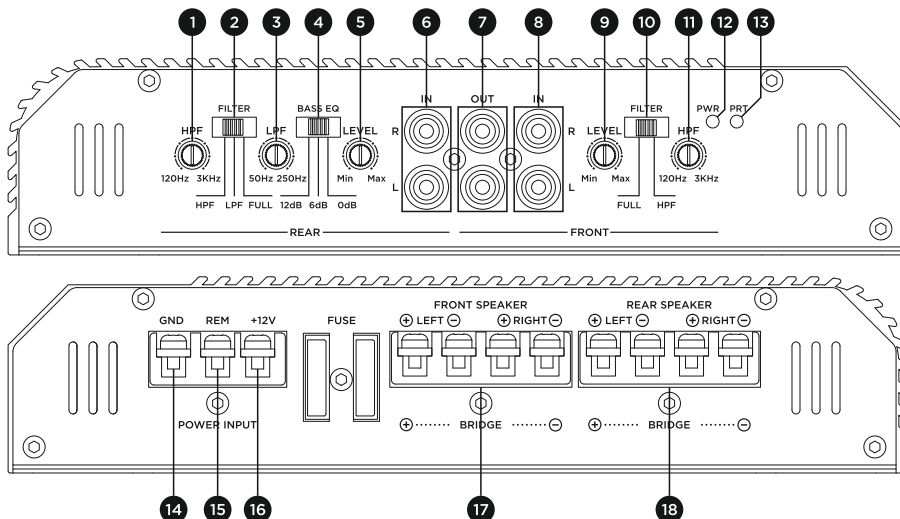 1 2 3 4 5 6 7 8 9 10 11 12 13
FILTER BASS EQ IN OUT IN FILTER PWR PRT
HPF LPF LEVEL R R LEVEL HPF
120Hz 3KHz 50Hz 250Hz Min Max L L Min Max 120Hz 3KHz
HPF LPF FULL 12dB 6dB 0dB FULL HPF
REAR FRONT
FRONT SPEAKER REAR SPEAKER
GND REM +12V FUSE ⊕ LEFT ⊖ ⊕ RIGHT ⊖ ⊕ LEFT ⊖ ⊕ RIGHT ⊖
POWER INPUT ⊕ ........ BRIDGE ........ ⊖ ⊕ ........ BRIDGE ........ ⊖
14 15 16 17 18